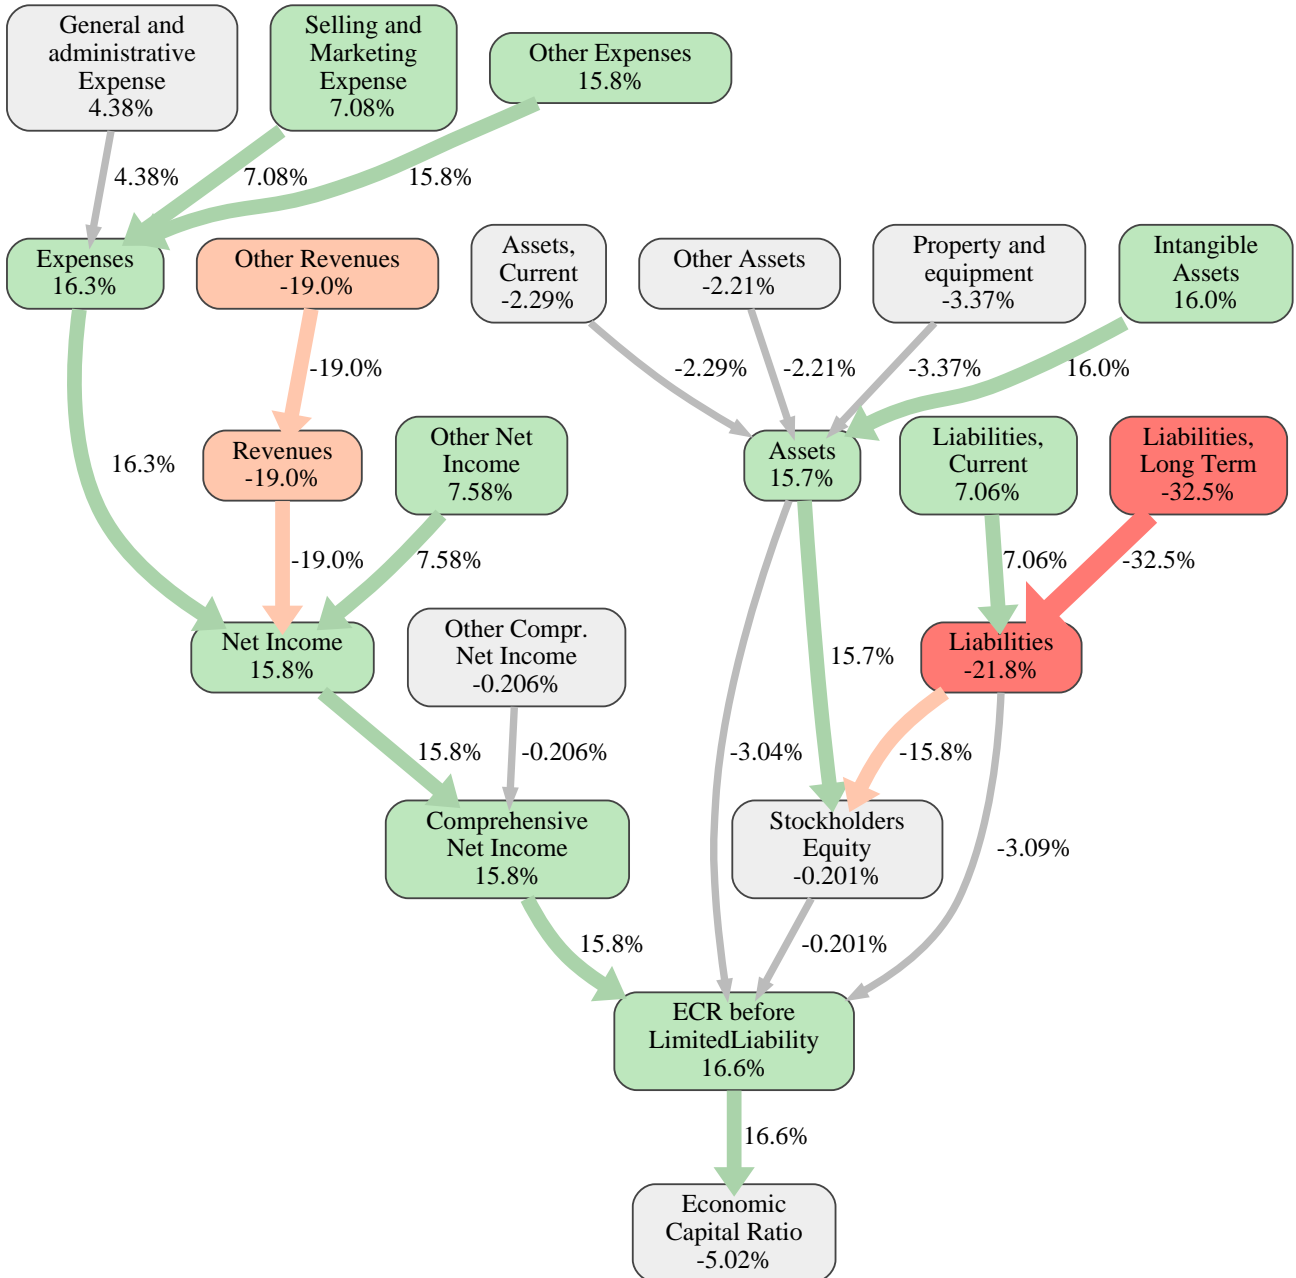 General and
administrative
Expense
4.38%
Selling and
Marketing
Expense
7.08%
Other Expenses
15.8%
4.38%
7.08%
15.8%
Expenses
16.3%
Other Revenues
-19.0%
Assets,
Current
-2.29%
Other Assets
-2.21%
Property and
equipment
-3.37%
Intangible
Assets
16.0%
-19.0%
-2.29%
-2.21%
-3.37%
16.0%
Revenues
-19.0%
Other Net
Income
7.58%
Assets
15.7%
Liabilities,
Current
7.06%
Liabilities,
Long Term
-32.5%
16.3%
-19.0%
7.58%
7.06%
-32.5%
Net Income
15.8%
Other Compr.
Net Income
-0.206%
15.7%
Liabilities
-21.8%
15.8%
-0.206%
-3.04%
-15.8%
Comprehensive
Net Income
15.8%
Stockholders
Equity
-0.201%
-3.09%
15.8%
-0.201%
ECR before
LimitedLiability
16.6%
16.6%
Economic
Capital Ratio
-5.02%